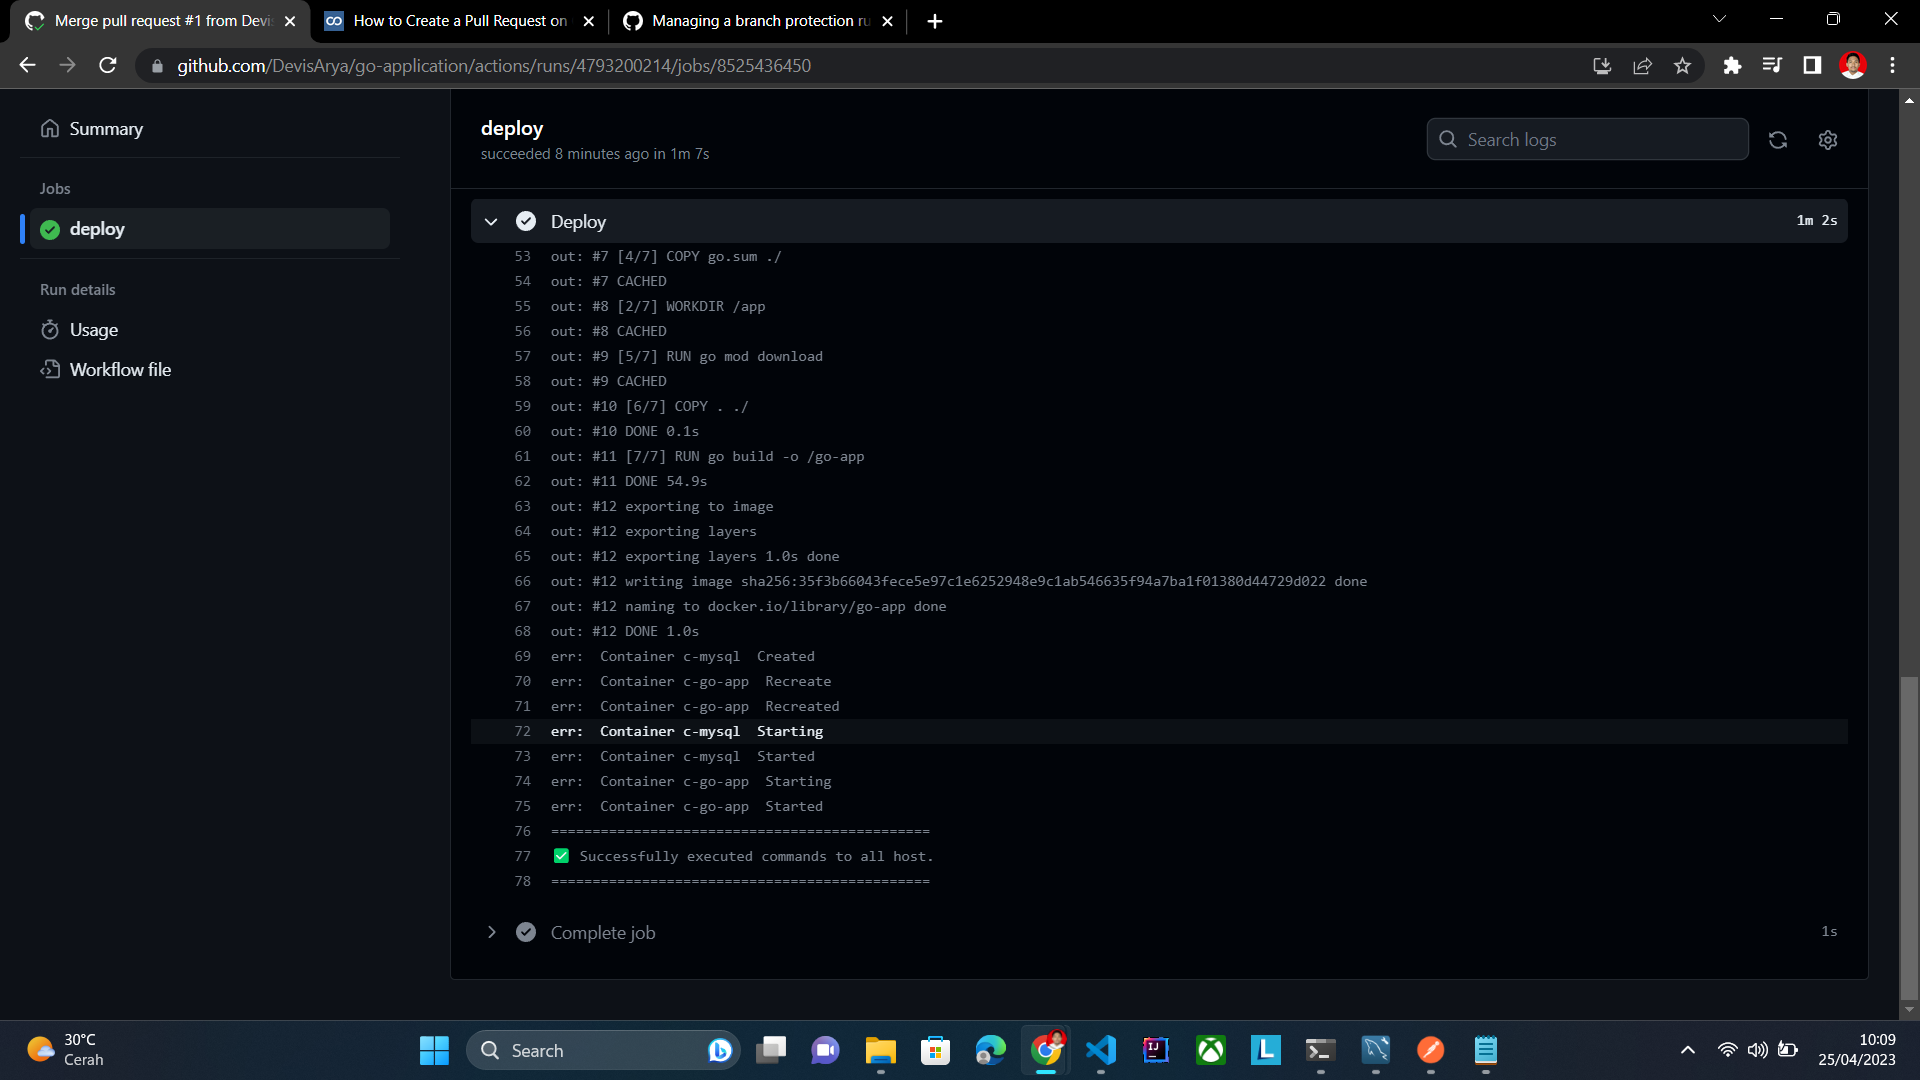 Merge pull request #1 from Devis
How to Create a Pull Request on
Managing a branch protection ru
github.com/DevisArya/go-application/actions/runs/4793200214/jobs/8525436450
Summary
Jobs
deploy
Run details
Usage
Workflow file
deploy
succeeded 8 minutes ago in 1m 7s
Search logs
Deploy
1m 2s
53 out: #7 [4/7] COPY go.sum ./
54 out: #7 CACHED
55 out: #8 [2/7] WORKDIR /app
56 out: #8 CACHED
57 out: #9 [5/7] RUN go mod download
58 out: #9 CACHED
59 out: #10 [6/7] COPY . ./
60 out: #10 DONE 0.1s
61 out: #11 [7/7] RUN go build -o /go-app
62 out: #11 DONE 54.9s
63 out: #12 exporting to image
64 out: #12 exporting layers
65 out: #12 exporting layers 1.0s done
66 out: #12 writing image sha256:35f3b66043fece5e97c1e6252948e9c1ab546635f94a7ba1f01380d44729d022 done
67 out: #12 naming to docker.io/library/go-app done
68 out: #12 DONE 1.0s
69 err:  Container c-mysql  Created
70 err:  Container c-go-app  Recreate
71 err:  Container c-go-app  Recreated
72 err:  Container c-mysql  Starting
73 err:  Container c-mysql  Started
74 err:  Container c-go-app  Starting
75 err:  Container c-go-app  Started
76 ==============================================
77 ✅ Successfully executed commands to all host.
78 ==============================================
Complete job
1s
30°C
Cerah
Search
10:09
25/04/2023